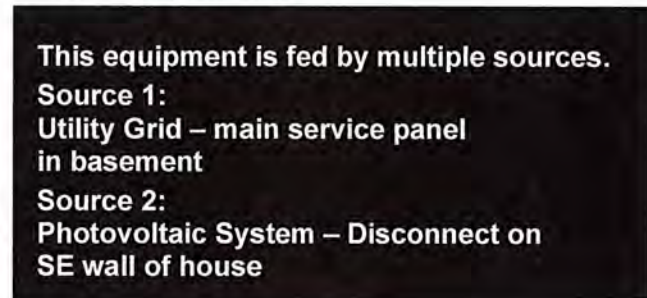 This equipment is fed by multiple sources.
Source 1:
Utility Grid – main service panel
in basement
Source 2:
Photovoltaic System – Disconnect on
SE wall of house